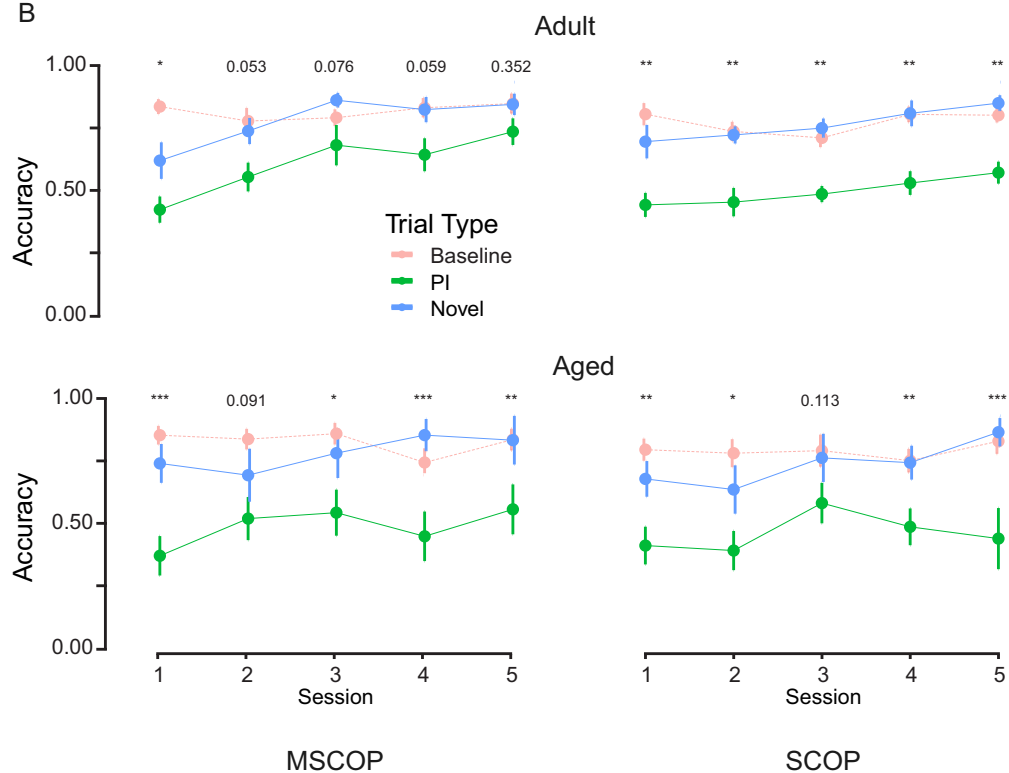 B
Adult
1.00
* 0.053 0.076 0.059 0.352
** ** ** ** **
Accuracy
0.50
0.00
Trial Type
Baseline
PI
Novel
Aged
1.00
*** 0.091 * *** **
** * 0.113 ** ***
Accuracy
0.50
0.00
1 2 3 4 5
Session
1 2 3 4 5
Session
MSCOP
SCOP